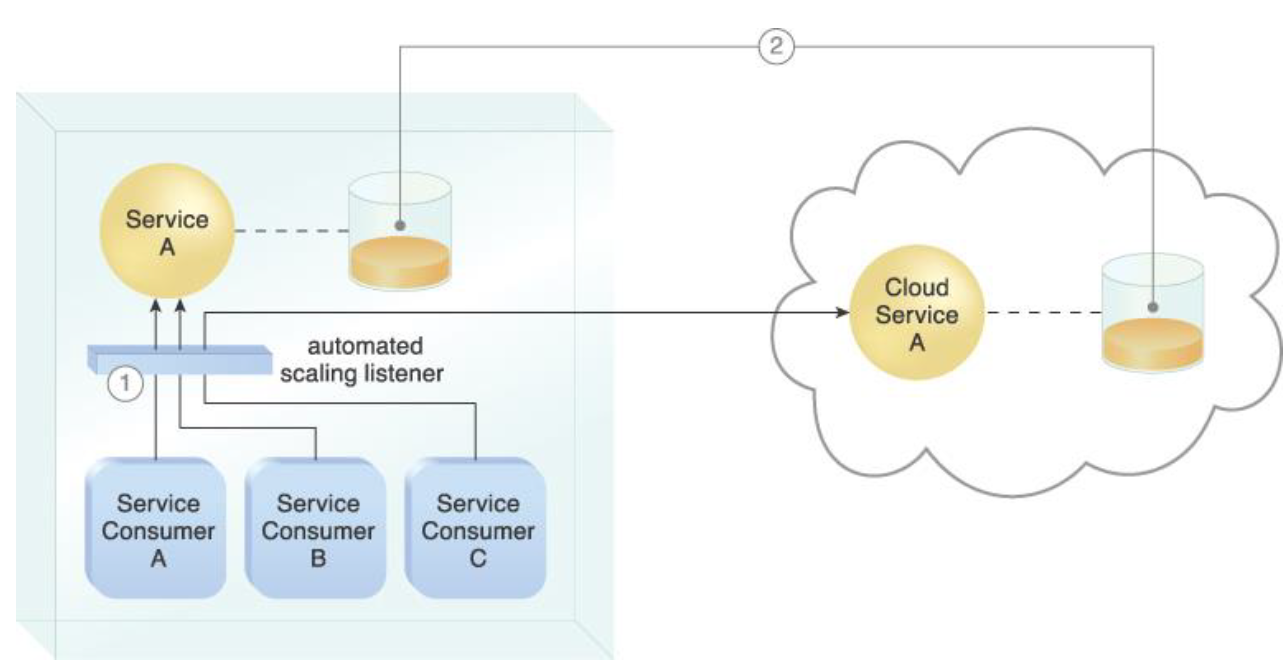 2
Service
A
Cloud
Service
A
automated
scaling listener
1
Service
Consumer
A
Service
Consumer
B
Service
Consumer
C